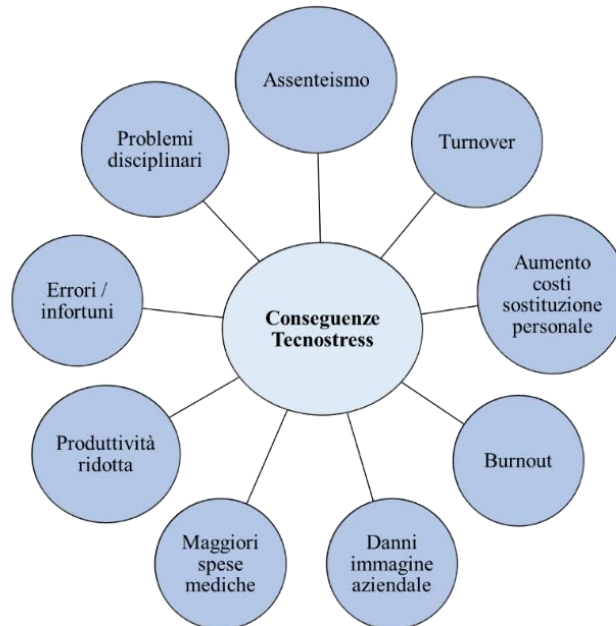 Assenteismo
Turnover
Aumento
costi
sostituzione
personale
Burnout
Danni
immagine
aziendale
Maggiori
spese
mediche
Produttività
ridotta
Errori /
infortuni
Problemi
disciplinari
Conseguenze
Tecnostress